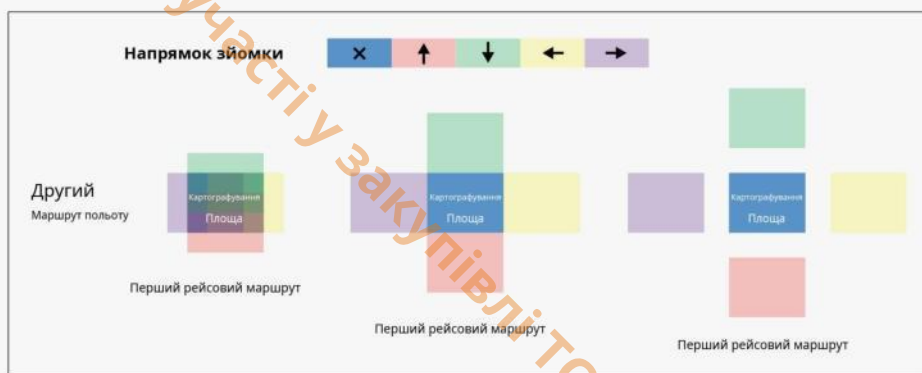 Напрямок зйомки
Другий
Маршрут польоту
Картографування
Площа
Картографування
Площа
Картографування
Площа
Перший рейсовий маршрут
Перший рейсовий маршрут
Перший рейсовий маршрут
участі у закупівлі ТО